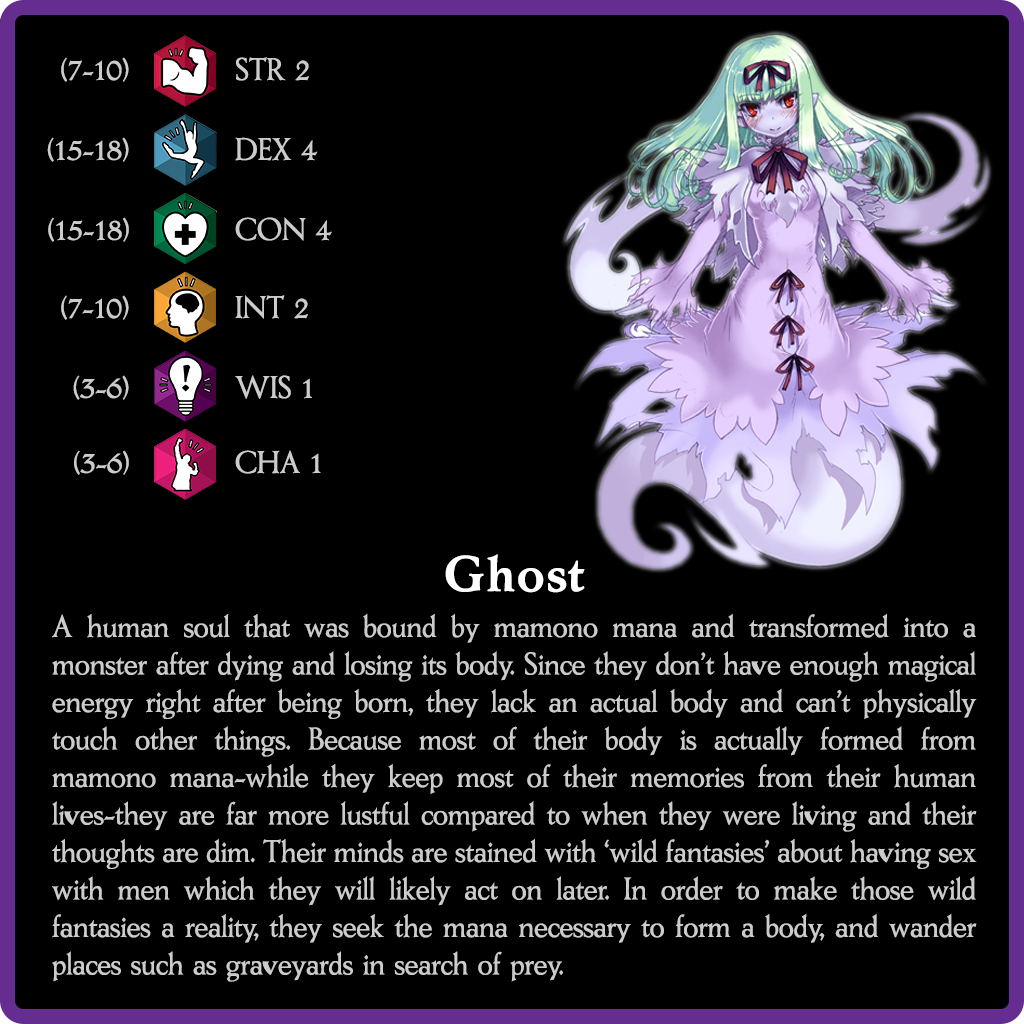 (7-10) STR 2
(15-18) DEX 4
(15-18) CON 4
(7-10) INT 2
(3-6) WIS 1
(3-6) CHA 1
Ghost
A human soul that was bound by mamono mana and transformed into a
monster after dying and losing its body. Since they don't have enough magical
energy right after being born, they lack an actual body and can't physically
touch other things. Because most of their body is actually formed from
mamono mana-while they keep most of their memories from their human
lives-they are far more lustful compared to when they were living and their
thoughts are dim. Their minds are stained with 'wild fantasies' about having sex
with men which they will likely act on later. In order to make those wild
fantasies a reality, they seek the mana necessary to form a body, and wander
places such as graveyards in search of prey.